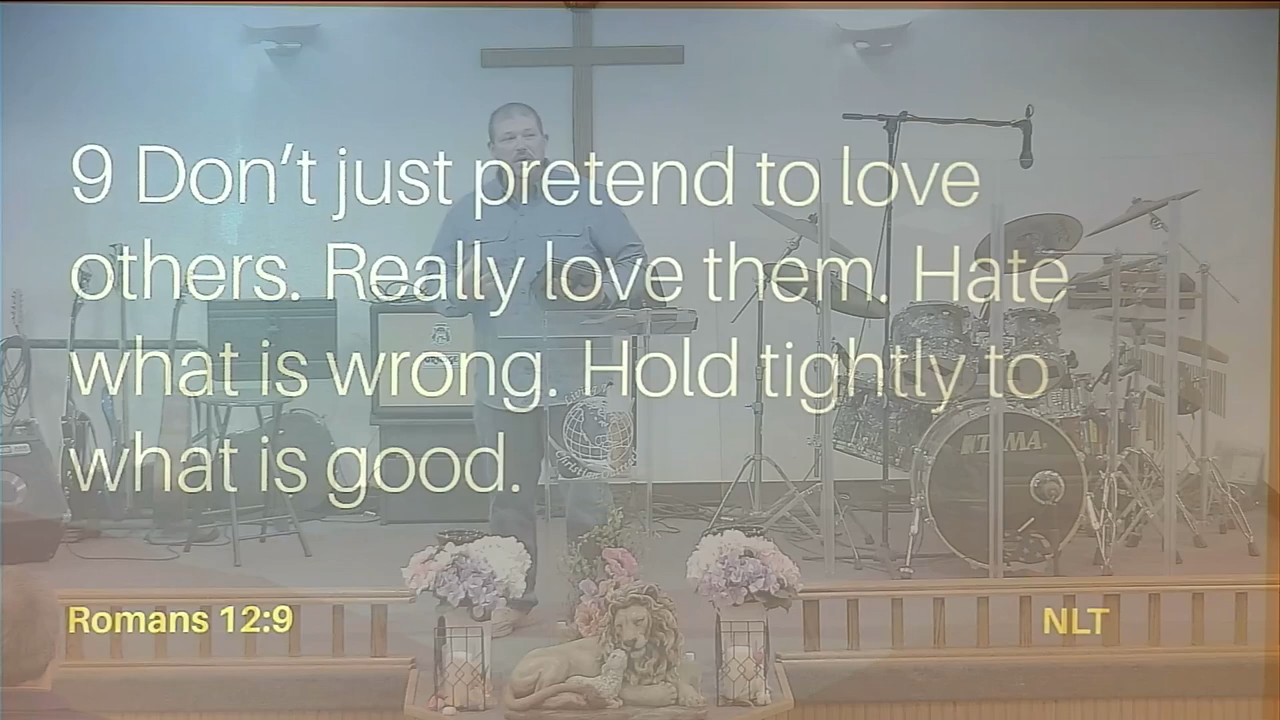 9 Don’t just pretend to love
others. Really love them. Hate
what is wrong. Hold tightly to
what is good.
Romans 12:9
NLT
TAMA